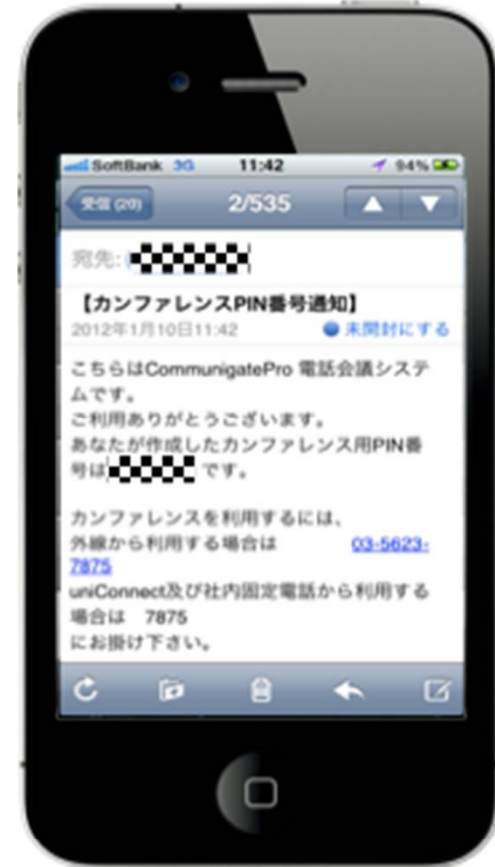 SoftBank 3G 11:42 94%
受信 (20) 2/535
宛先:
【カンファレンスPIN番号通知】
2012年1月10日11:42 未開封にする
こちらはCommunigatePro 電話会議システ
ムです。
ご利用ありがとうございます。
あなたが作成したカンファレンス用PIN番
号は です。
カンファレンスを利用するには、
外線から利用する場合は 03-5623-
7875
uniConnect及び社内固定電話から利用する
場合は 7875
にお掛け下さい。